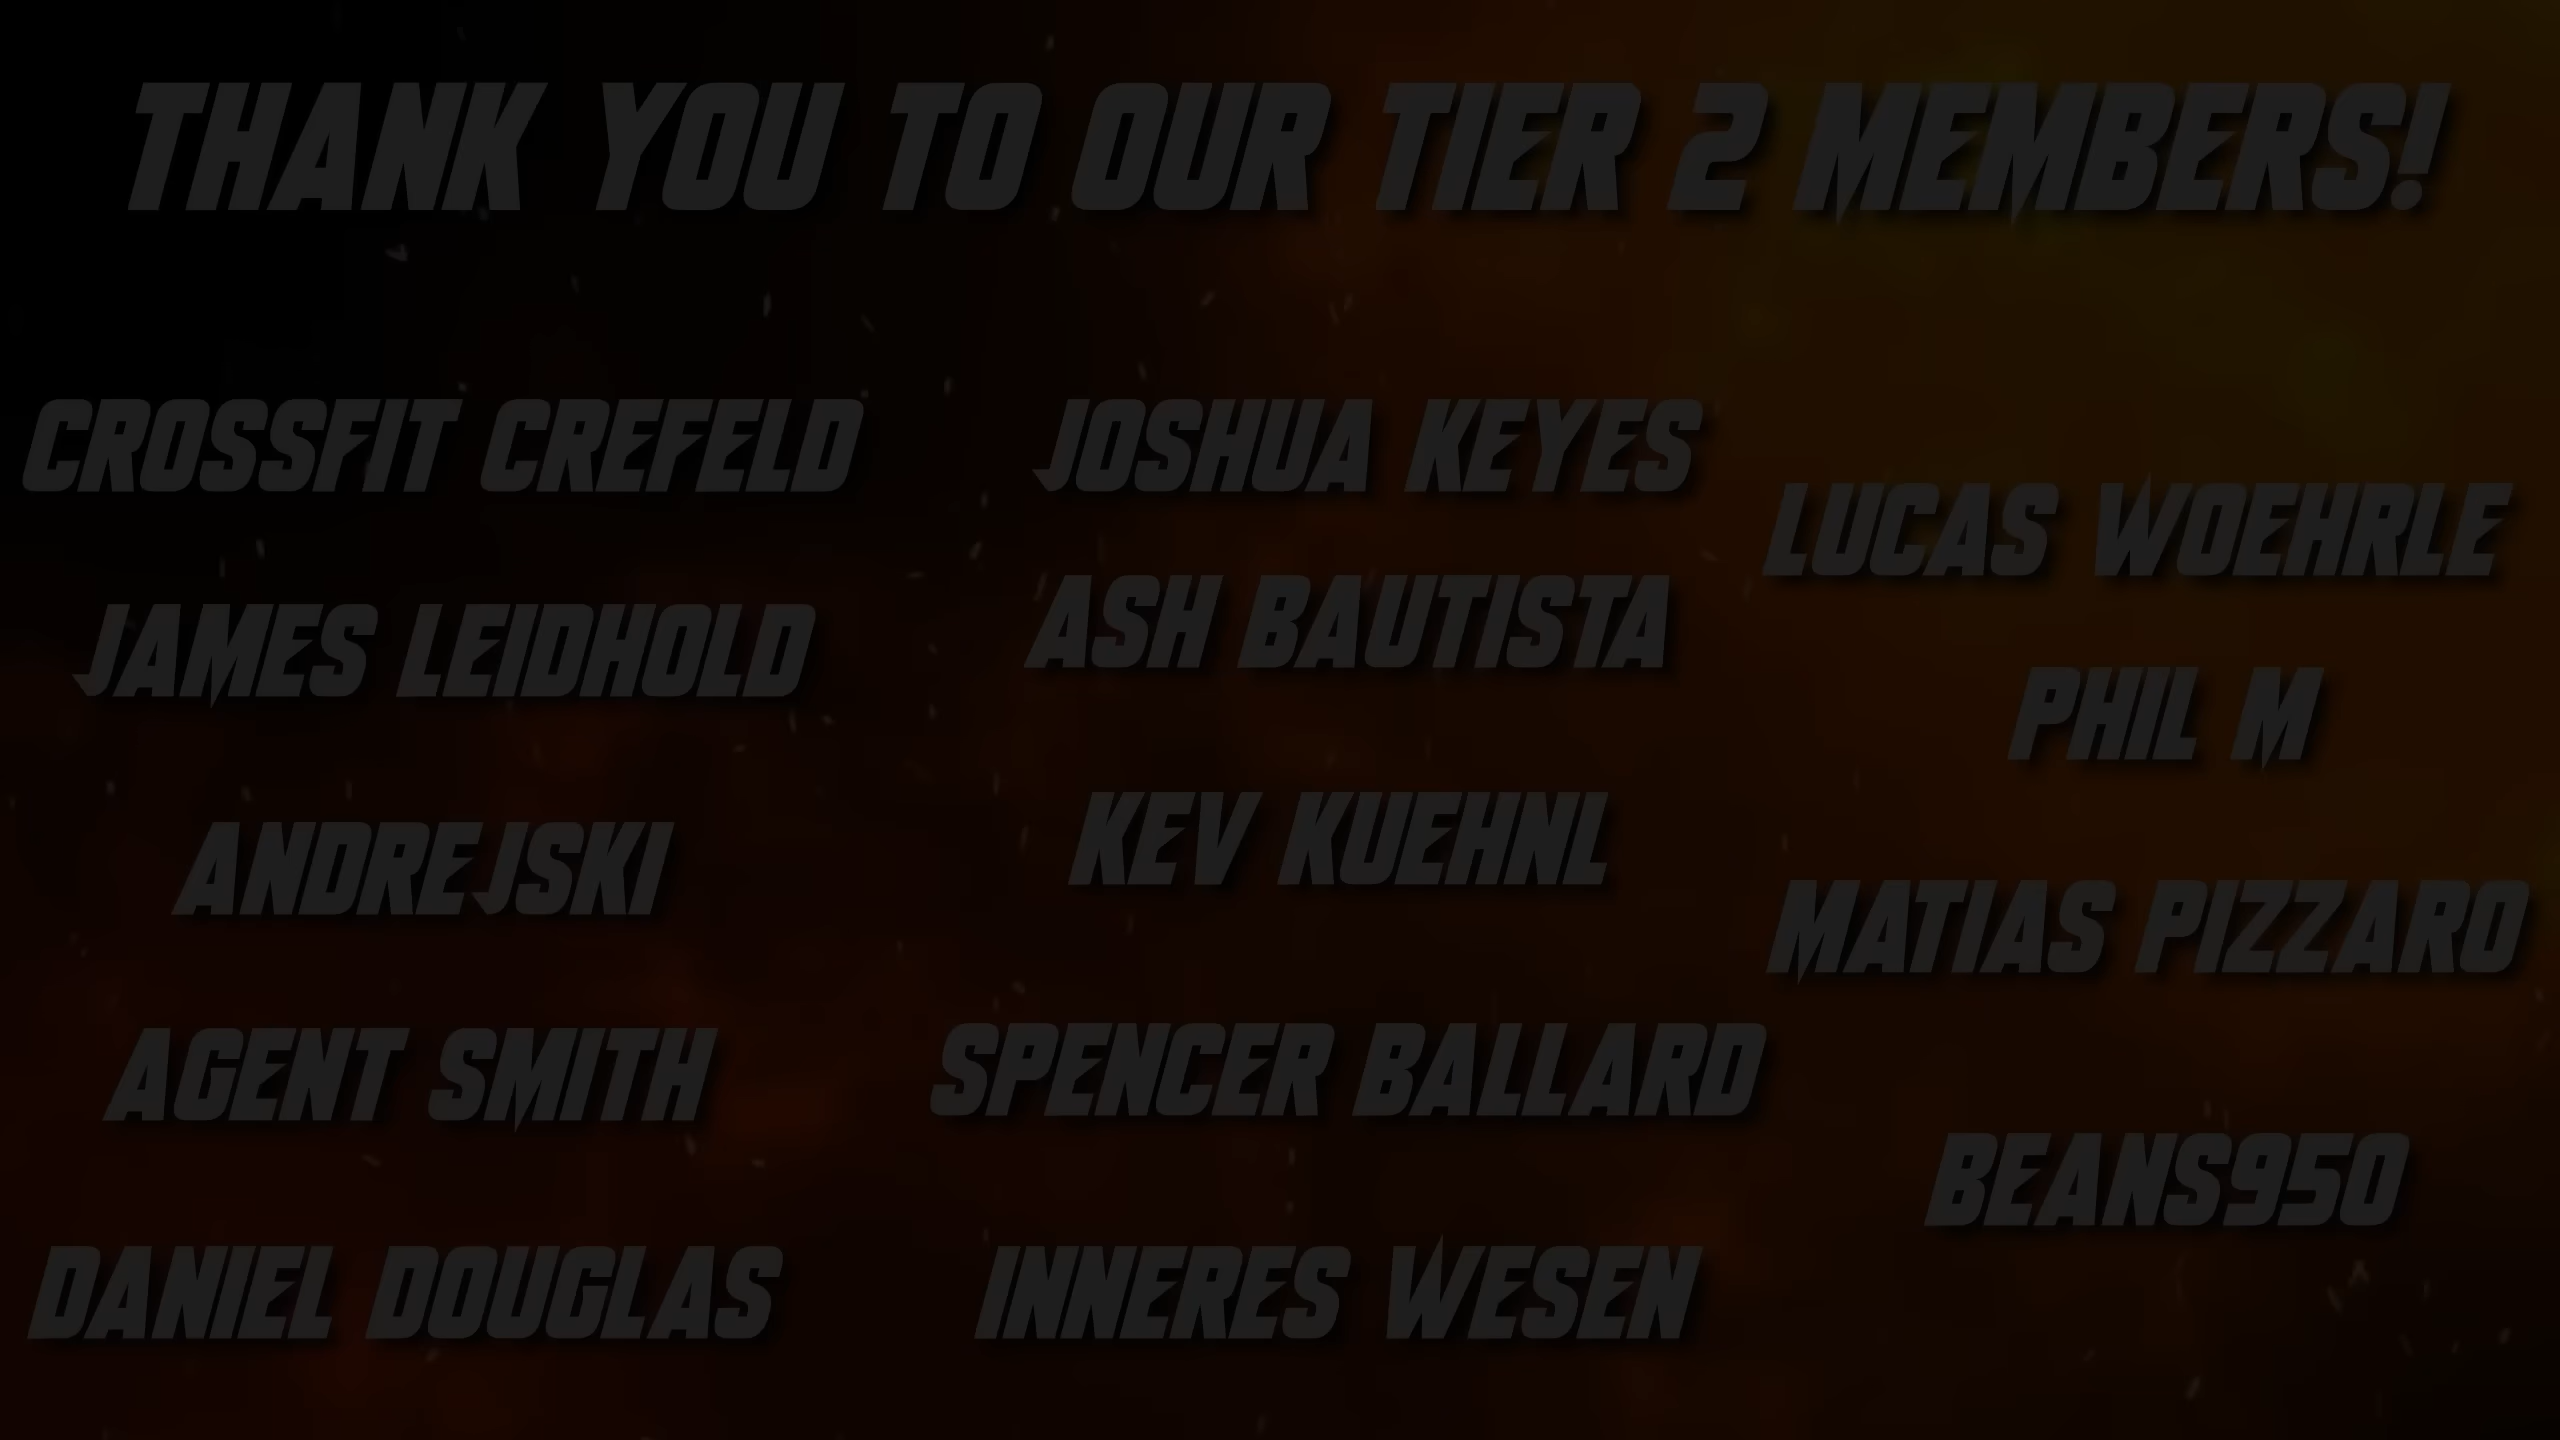 THANK YOU TO OUR TIER 2 MEMBERS!
CROSSFIT CREFELD
JAMES LEIDHOLD
ANDREJSKI
AGENT SMITH
DANIEL DOUGLAS
JOSHUA KEYES
ASH BAUTISTA
KEV KUEHNL
SPENCER BALLARD
INNERES WESEN
LUCAS WOEHRLE
PHIL M
MATIAS PIZZARO
BEANS950